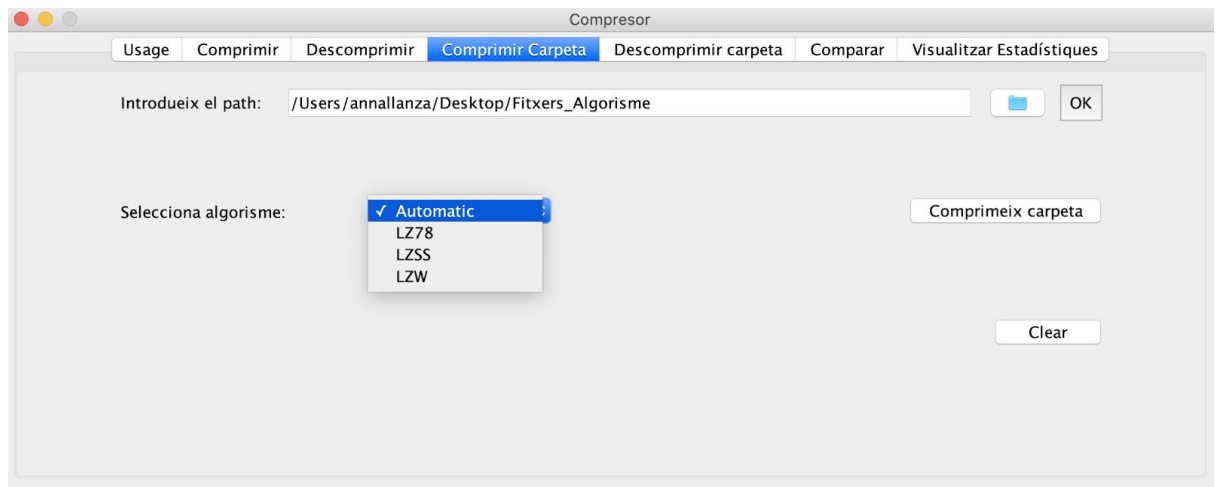 Compresor
Usage Comprimir Descomprimir Comprimir Carpeta Descomprimir carpeta Comparar Visualitzar Estadístiques
Introdueix el path: /Users/annallanza/Desktop/Fitxers_Algorisme OK
Selecciona algorisme: ✓ Automatic Comprimeix carpeta
LZ78
LZSS
LZW
Clear